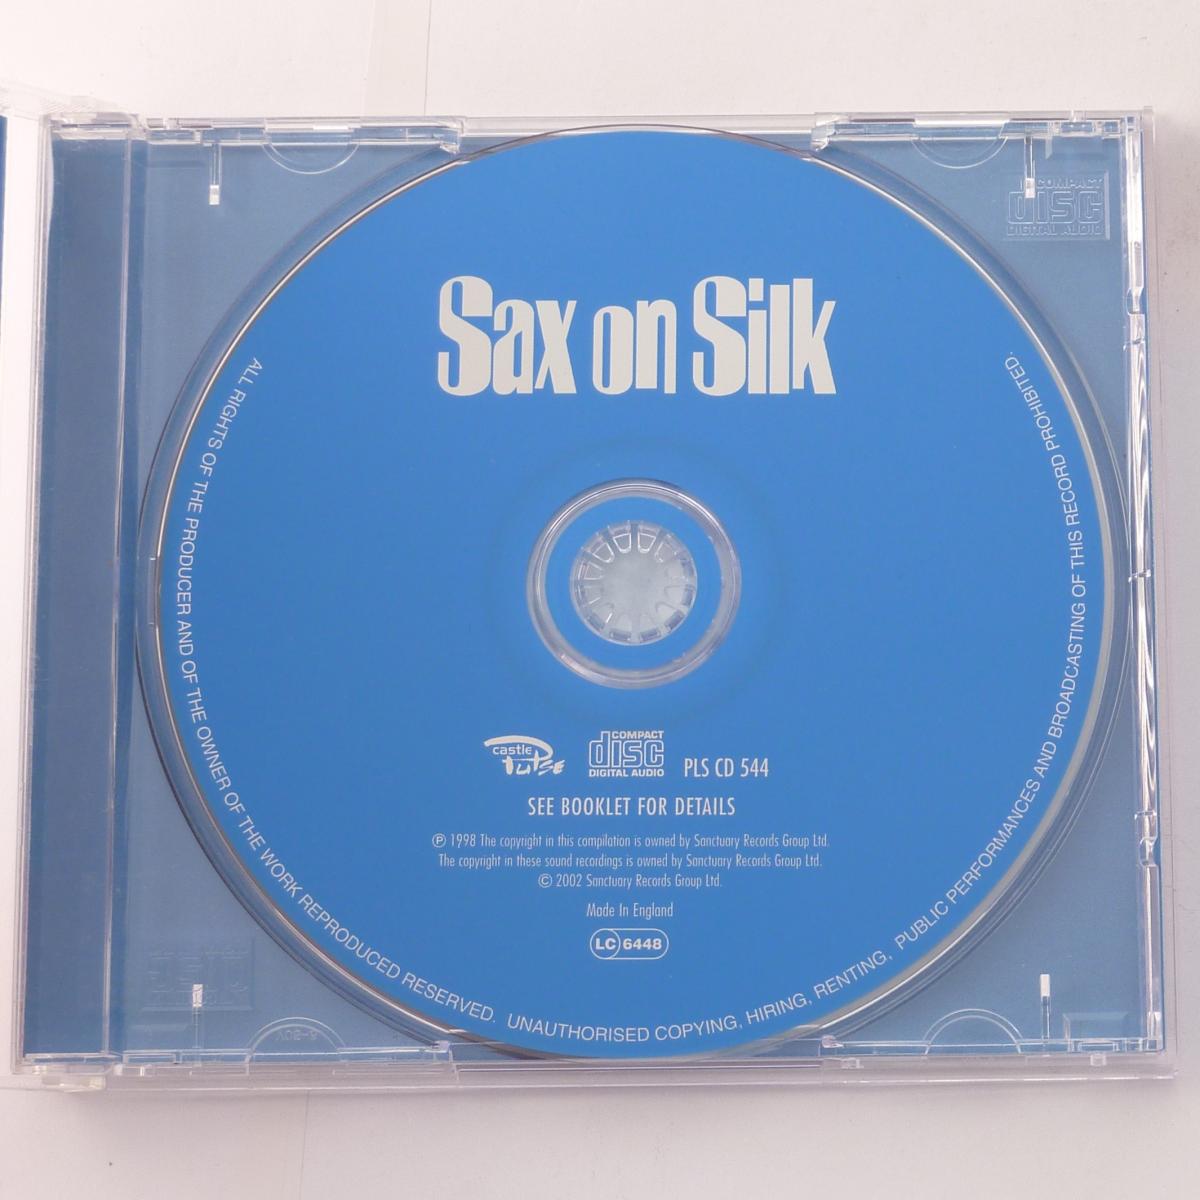 Sax on Silk
COMPACT
disc
DIGITAL AUDIO
castle
PULSE
COMPACT
disc
DIGITAL AUDIO
PLS CD 544
SEE BOOKLET FOR DETAILS
℗ 1998 The copyright in this compilation is owned by Sanctuary Records Group Ltd.
The copyright in these sound recordings is owned by Sanctuary Records Group Ltd.
© 2002 Sanctuary Records Group Ltd.
Made In England
LC 6448
ALL RIGHTS OF THE PRODUCER AND OF THE OWNER OF THE WORK REPRODUCED RESERVED. UNAUTHORISED COPYING, HIRING, RENTING, PUBLIC PERFORMANCES AND BROADCASTING OF THIS RECORD PROHIBITED.